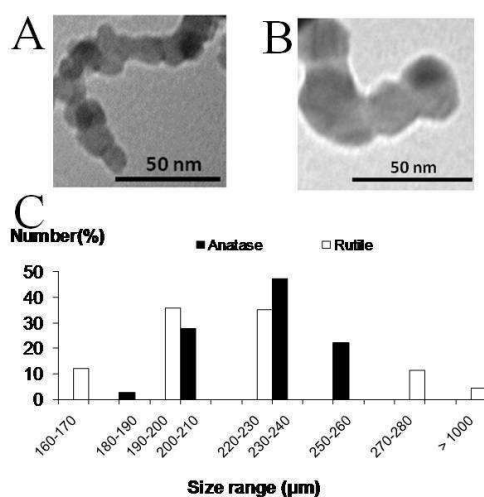 A
B
50 nm
50 nm
C
Number(%)
Anatase
Rutile
50
40
30
20
10
0
160-170
180-190
190-200
200-210
220-230
230-240
250-260
270-280
> 1000
Size range (µm)